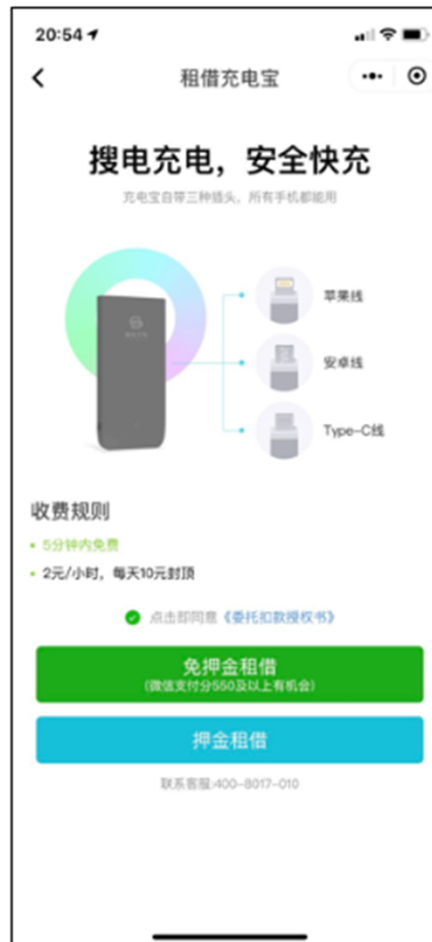 20:54
租借充电宝
搜电充电，安全快充
充电宝自带三种插头，所有手机都能用
苹果线
安卓线
Type-C线
收费规则
5分钟内免费
2元/小时，每天10元封顶
点击即同意《委托扣款授权书》
免押金租借
(微信支付分550及以上有机会)
押金租借
联系客服:400-8017-010